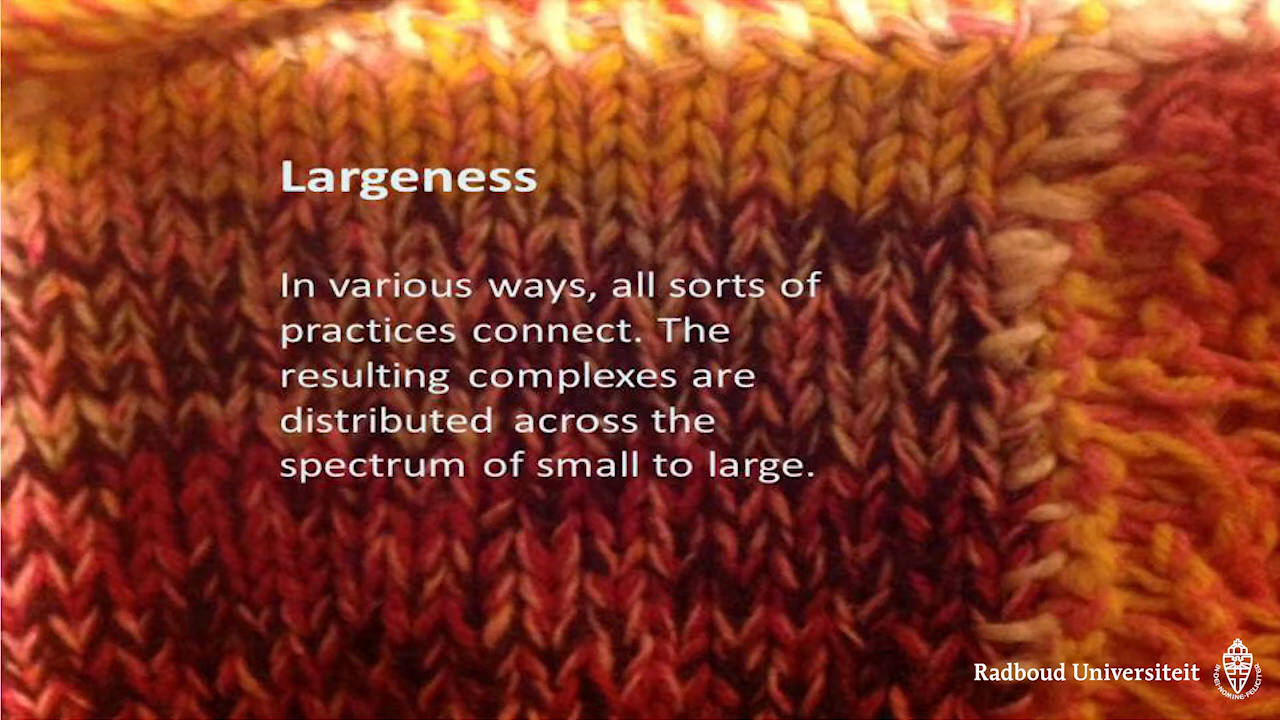 Largeness
In various ways, all sorts of
practices connect. The
resulting complexes are
distributed across the
spectrum of small to large.
Radboud Universiteit